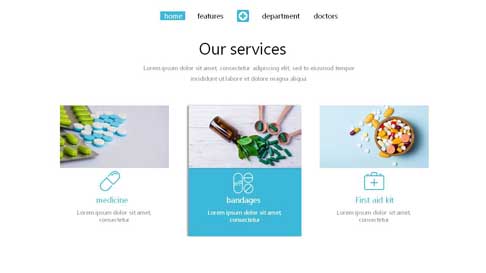 home features department doctors
Our services
Lorem ipsum dolor sit amet, consectetur adipiscing elit, sed to eiusmod tempor
incididunt ut labore et dolore magna aliqua
medicine bandages First aid kit
Lorem ipsum dolor sit amet, Lorem ipsum dolor sit amet, Lorem ipsum dolor sit amet,
consectetur consectetur consectetur